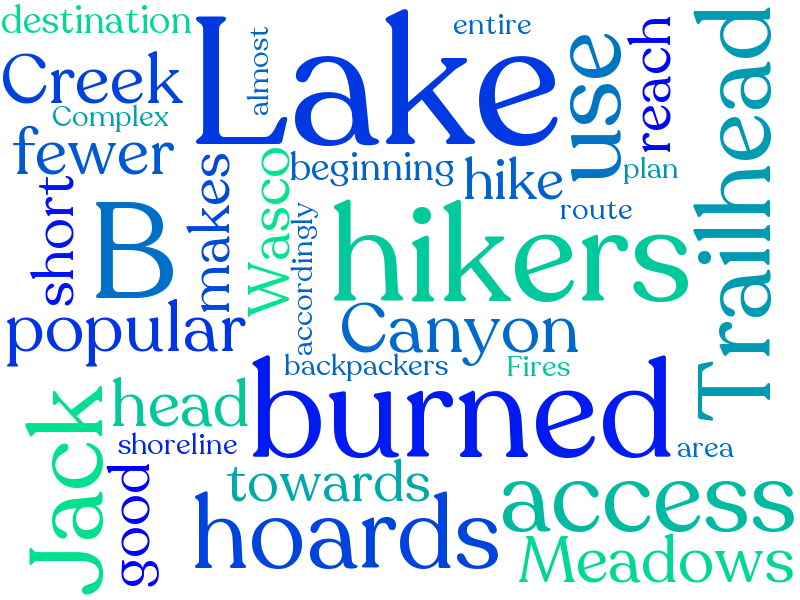 destination
Lake
almost
entire
use
reach
Trailhead
Creek
Complex
fewer
makes
Wasco
beginning
hike
plan
short
B
accordingly
hikers
route
popular
Canyon
backpackers
Fires
Jack
head
burned
shoreline
area
good
towards
hoards
access
Meadows